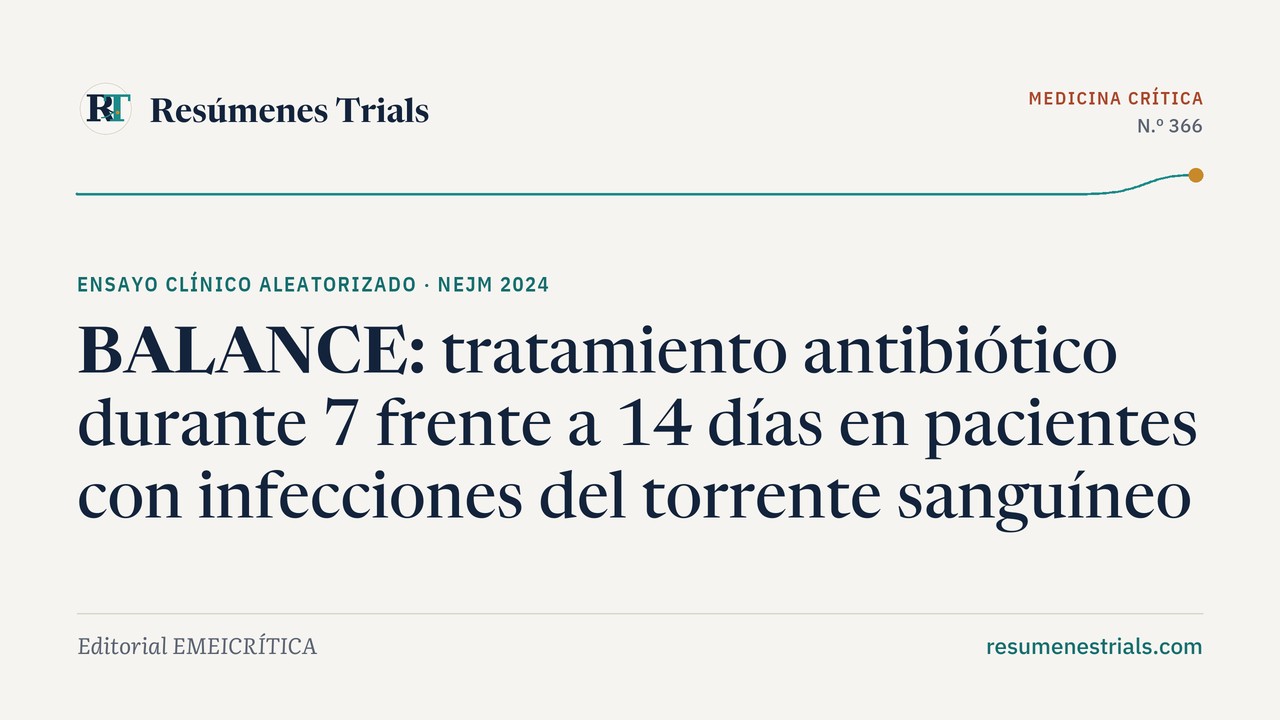 RT
Resúmenes Trials
MEDICINA CRÍTICA
N.º 366
ENSAYO CLÍNICO ALEATORIZADO · NEJM 2024
BALANCE: tratamiento antibiótico
durante 7 frente a 14 días en pacientes
con infecciones del torrente sanguíneo
Editorial EMEICRÍTICA
resumenestrials.com